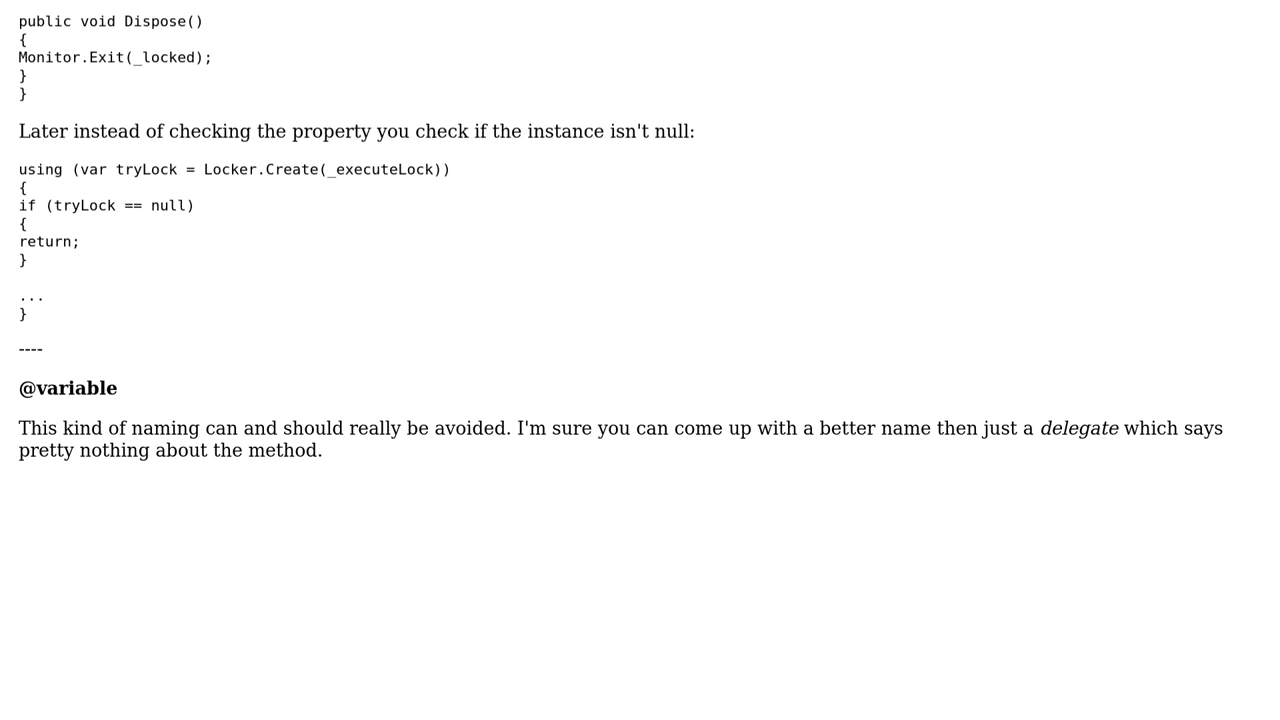 public void Dispose()
{
Monitor.Exit(_locked);
}
}
Later instead of checking the property you check if the instance isn't null:
using (var tryLock = Locker.Create(_executeLock))
{
if (tryLock == null)
{
return;
}
...
}
----
@variable
This kind of naming can and should really be avoided. I'm sure you can come up with a better name then just a delegate which says
pretty nothing about the method.